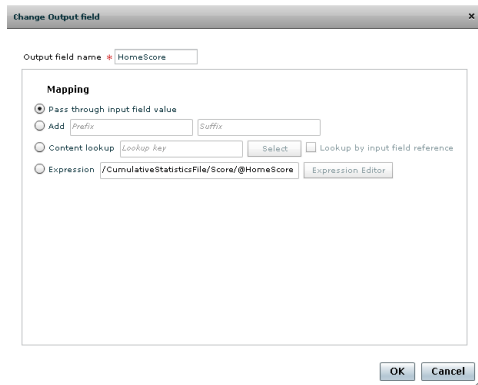 Change Output field
Output field name * HomeScore
Mapping
Pass through input field value
Add Prefix Suffix
Content lookup Lookup key Select Lookup by input field reference
Expression /CumulativeStatisticsFile/Score/@HomeScore Expression Editor
OK Cancel